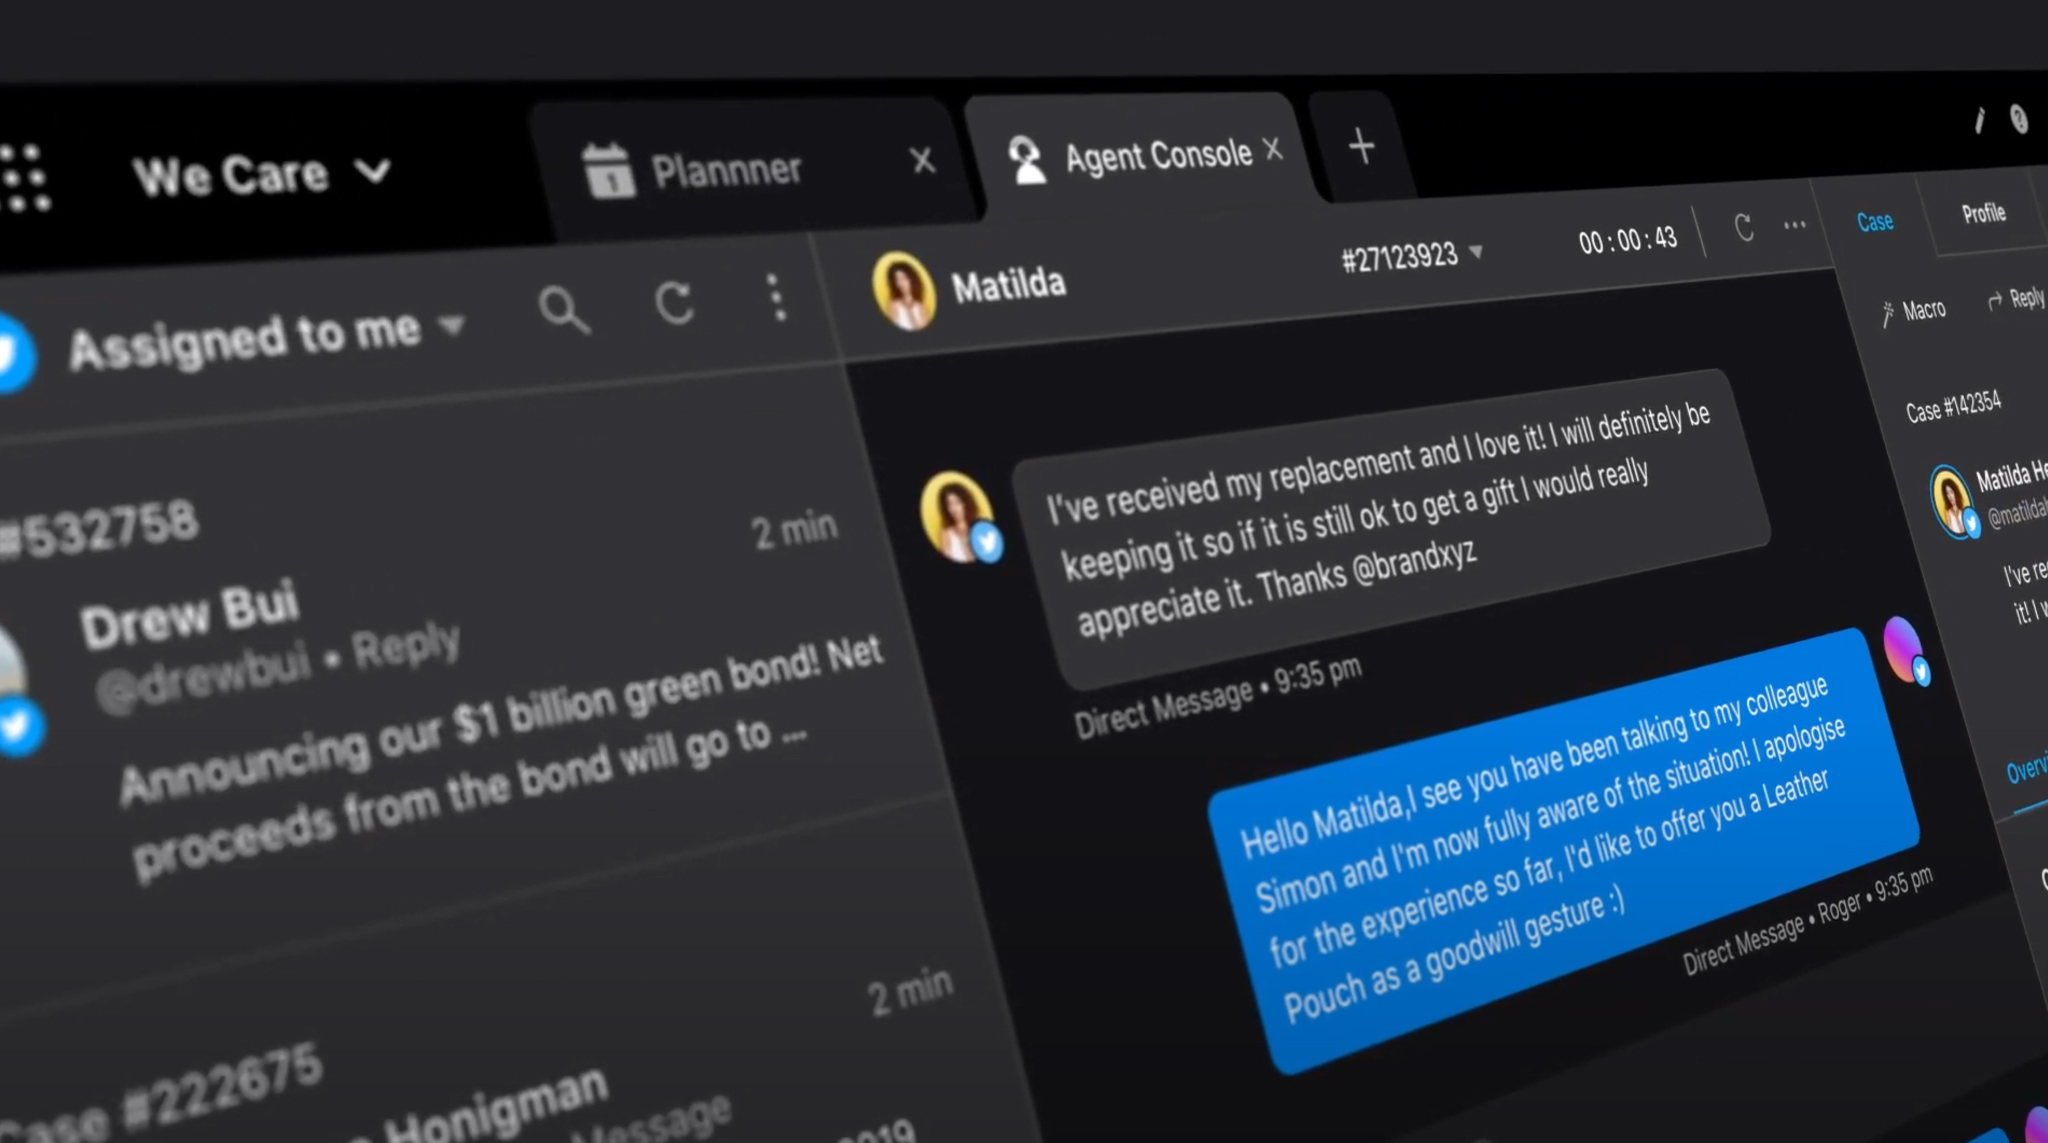 We Care
Plannner
Agent Console
Assigned to me
#532758
2 min
Drew Bui
@drewbui • Reply
Announcing our $1 billion green bond! Net
proceeds from the bond will go to ...
Case #222675
2 min
Honigman
Message
2019
Matilda
#27123923
00 : 00 : 43
I've received my replacement and I love it! I will definitely be
keeping it so if it is still ok to get a gift I would really
appreciate it. Thanks @brandxyz
Direct Message • 9:35 pm
Hello Matilda,I see you have been talking to my colleague
Simon and I'm now fully aware of the situation! I apologise
for the experience so far, I'd like to offer you a Leather
Pouch as a goodwill gesture :)
Direct Message • Roger • 9:35 pm
Case
Profile
Macro
Reply
Case #142354
Matilda
I've
it! I